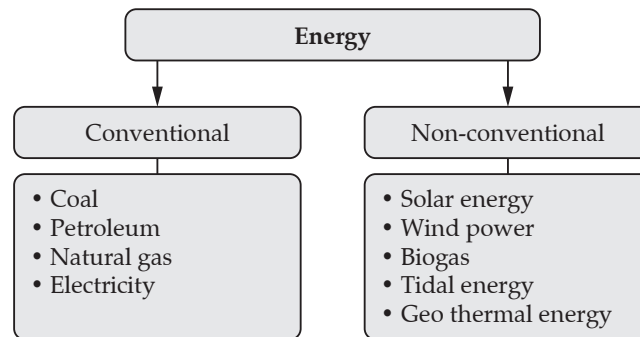 Energy
Conventional
Non-conventional
• Coal
• Petroleum
• Natural gas
• Electricity
• Solar energy
• Wind power
• Biogas
• Tidal energy
• Geo thermal energy